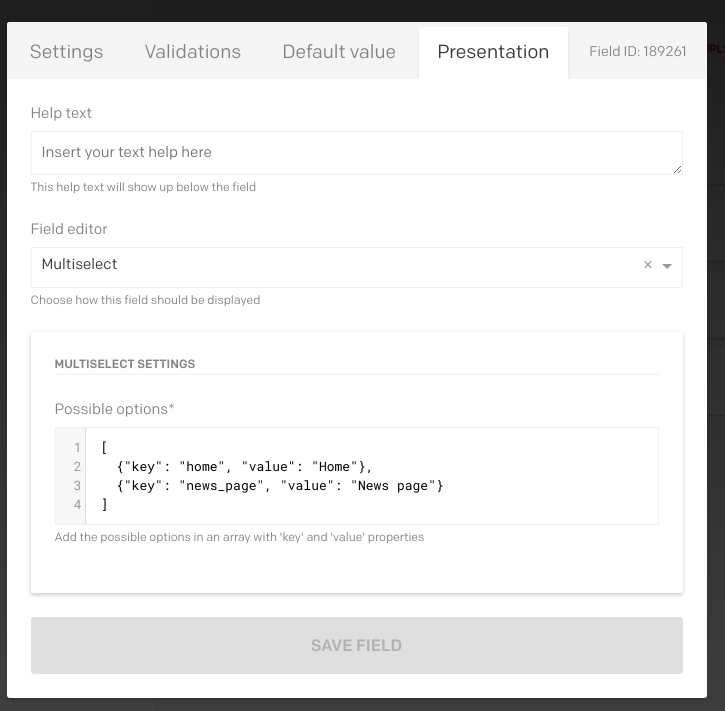 Settings Validations Default value Presentation Field ID: 189261
Help text
Insert your text help here
This help text will show up below the field
Field editor
Multiselect × 
Choose how this field should be displayed
MULTISELECT SETTINGS
Possible options*
1 [
2 {"key": "home", "value": "Home"},
3 {"key": "news_page", "value": "News page"}
4 ]
Add the possible options in an array with 'key' and 'value' properties
SAVE FIELD